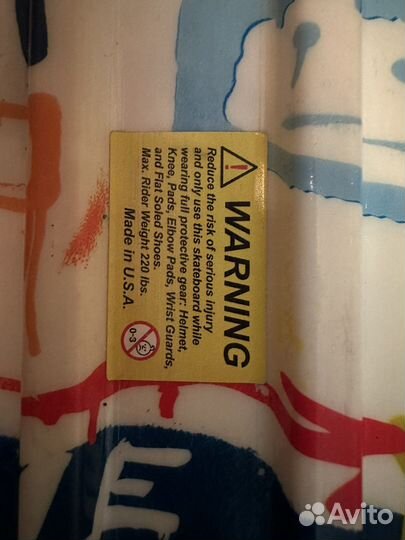 WARNING
Reduce the risk of serious injury
and only use this skateboard while
wearing full protective gear: Helmet,
Knee, Pads, Elbow Pads, Wrist Guards,
and Flat Soled Shoes.
Max. Rider Weight 220 lbs.
Made in U.S.A.
0-3
VE
Avito